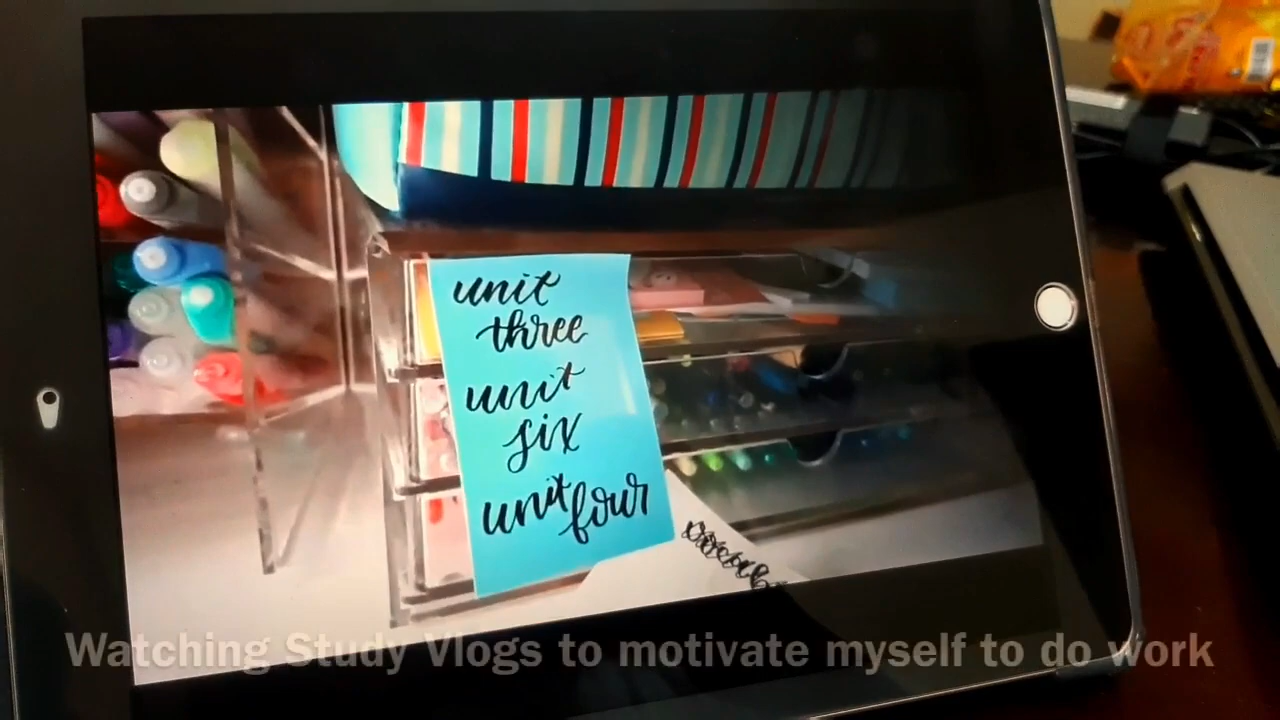 unit
three
unit
six
unit four
Watching Study Vlogs to motivate myself to do work